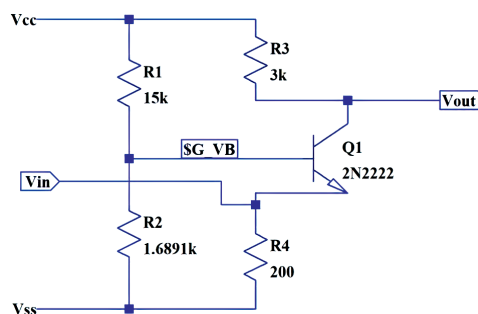 Vcc
R1
15k
R3
3k
Vout
$G_VB
Q1
2N2222
Vin
R2
1.6891k
R4
200
Vss